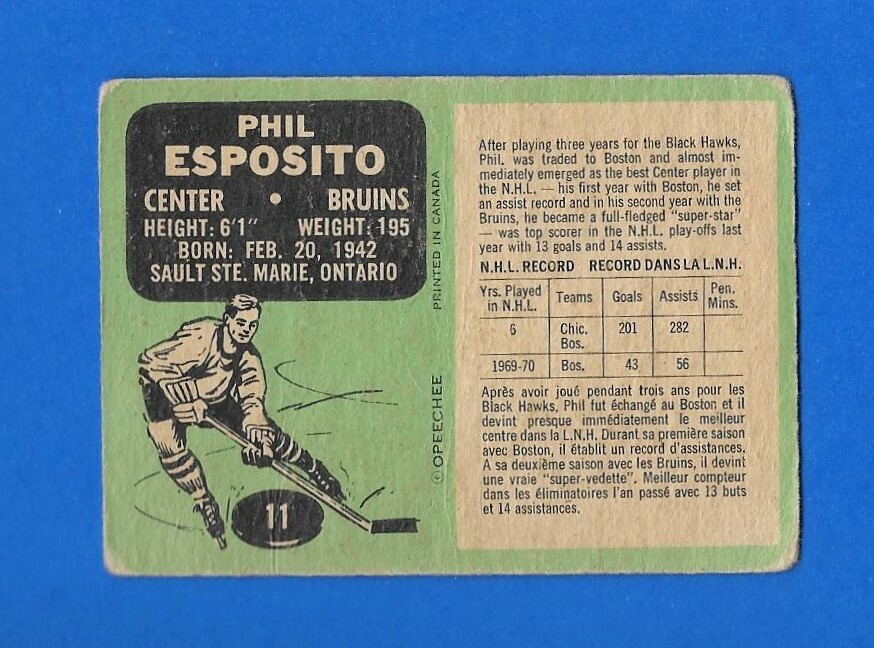 PHIL
ESPOSITO
CENTER • BRUINS
HEIGHT: 6'1" WEIGHT: 195
BORN: FEB. 20, 1942
SAULT STE. MARIE, ONTARIO
11
© OPEECHEE PRINTED IN CANADA
After playing three years for the Black Hawks,
Phil. was traded to Boston and almost im-
mediately emerged as the best Center player in
the N.H.L. — his first year with Boston, he set
an assist record and in his second year with the
Bruins, he became a full-fledged "super-star"
— was top scorer in the N.H.L. play-offs last
year with 13 goals and 14 assists.
N.H.L. RECORD RECORD DANS LA L.N.H.
Yrs. Played in N.H.L. Teams Goals Assists Pen. Mins.
6 Chic. Bos. 201 282
1969-70 Bos. 43 56
Après avoir joué pendant trois ans pour les
Black Hawks, Phil fut échangé au Boston et il
devint presque immédiatement le meilleur
centre dans la L.N.H. Durant sa première saison
avec Boston, il établit un record d'assistances.
A sa deuxième saison avec les Bruins, il devint
une vraie "super-vedette". Meilleur compteur
dans les éliminatoires l'an passé avec 13 buts
et 14 assistances.